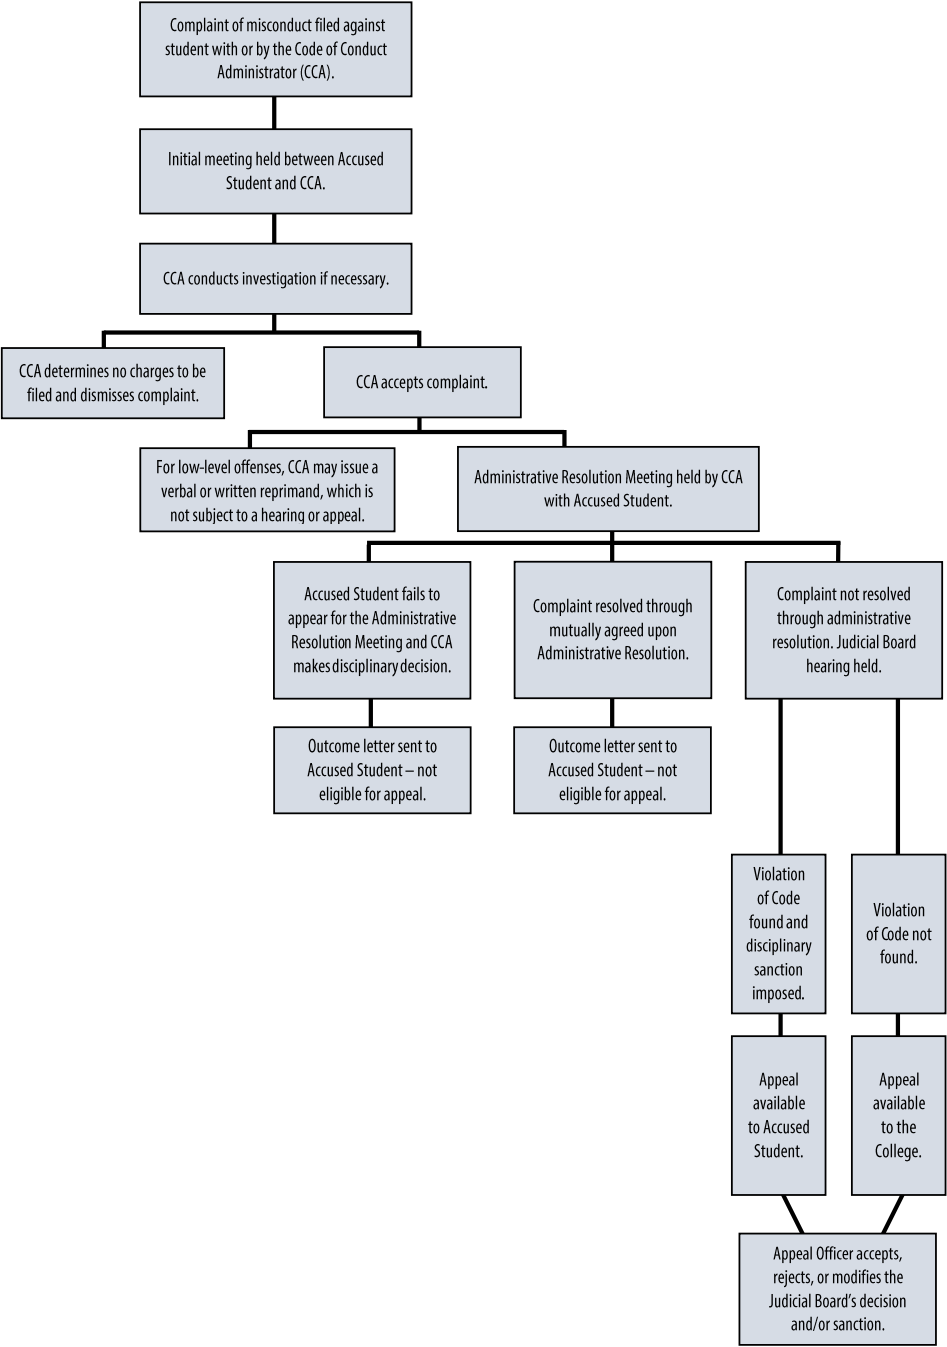 Complaint of misconduct filed against
student with or by the Code of Conduct
Administrator (CCA).
Initial meeting held between Accused
Student and CCA.
CCA conducts investigation if necessary.
CCA determines no charges to be
filed and dismisses complaint.
CCA accepts complaint.
For low-level offenses, CCA may issue a
verbal or written reprimand, which is
not subject to a hearing or appeal.
Administrative Resolution Meeting held by CCA
with Accused Student.
Accused Student fails to
appear for the Administrative
Resolution Meeting and CCA
makes disciplinary decision.
Complaint resolved through
mutually agreed upon
Administrative Resolution.
Complaint not resolved
through administrative
resolution. Judicial Board
hearing held.
Outcome letter sent to
Accused Student – not
eligible for appeal.
Outcome letter sent to
Accused Student – not
eligible for appeal.
Violation
of Code
found and
disciplinary
sanction
imposed.
Violation
of Code not
found.
Appeal
available
to Accused
Student.
Appeal
available
to the
College.
Appeal Officer accepts,
rejects, or modifies the
Judicial Board’s decision
and/or sanction.